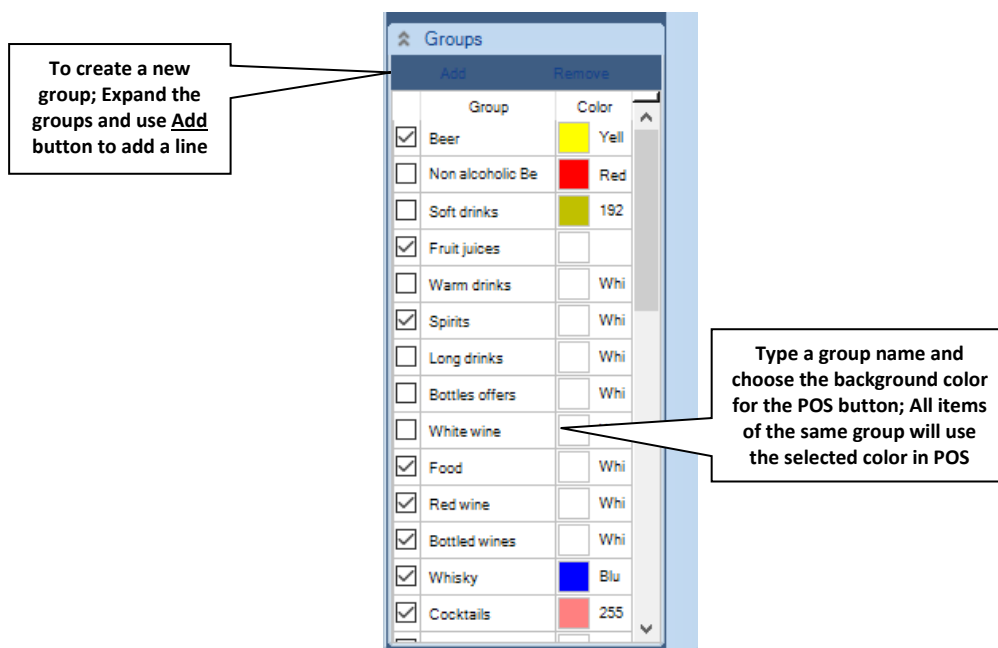 Groups
To create a new
group; Expand the
groups and use Add
button to add a line
Add Remove
Group Color
Beer Yell
Non alcoholic Be Red
Soft drinks 192
Fruit juices
Warm drinks Whi
Spirits Whi
Long drinks Whi
Bottles offers Whi
White wine
Food Whi
Red wine Whi
Bottled wines Whi
Whisky Blu
Cocktails 255
Type a group name and
choose the background color
for the POS button; All items
of the same group will use
the selected color in POS